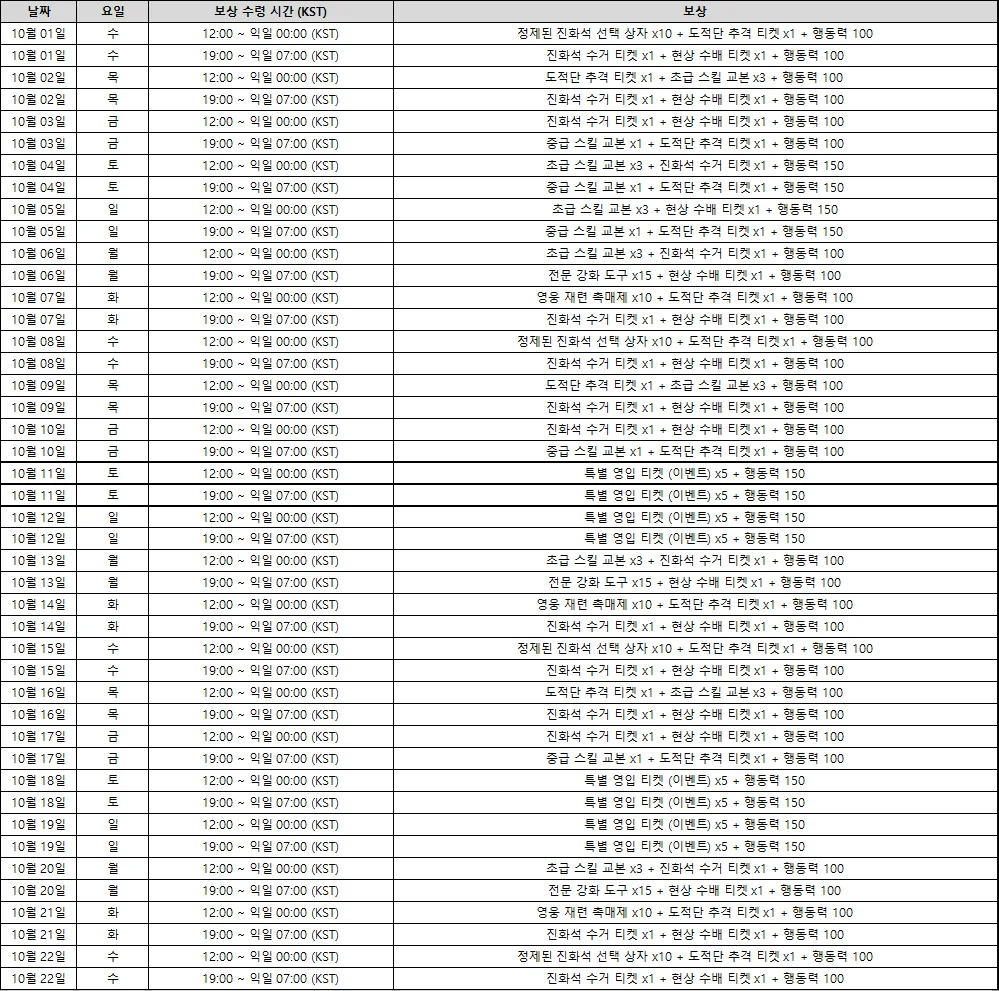 날짜 요일 보상 수령 시간 (KST) 보상
10월 01일 수 12:00 ~ 익일 00:00 (KST) 정제된 진화석 선택 상자 x10 + 도적단 추격 티켓 x1 + 행동력 100
10월 01일 수 19:00 ~ 익일 07:00 (KST) 진화석 수거 티켓 x1 + 현상 수배 티켓 x1 + 행동력 100
10월 02일 목 12:00 ~ 익일 00:00 (KST) 도적단 추격 티켓 x1 + 초급 스킬 교본 x3 + 행동력 100
10월 02일 목 19:00 ~ 익일 07:00 (KST) 진화석 수거 티켓 x1 + 현상 수배 티켓 x1 + 행동력 100
10월 03일 금 12:00 ~ 익일 00:00 (KST) 진화석 수거 티켓 x1 + 현상 수배 티켓 x1 + 행동력 100
10월 03일 금 19:00 ~ 익일 07:00 (KST) 중급 스킬 교본 x1 + 도적단 추격 티켓 x1 + 행동력 100
10월 04일 토 12:00 ~ 익일 00:00 (KST) 초급 스킬 교본 x3 + 진화석 수거 티켓 x1 + 행동력 150
10월 04일 토 19:00 ~ 익일 07:00 (KST) 중급 스킬 교본 x1 + 도적단 추격 티켓 x1 + 행동력 150
10월 05일 일 12:00 ~ 익일 00:00 (KST) 초급 스킬 교본 x3 + 현상 수배 티켓 x1 + 행동력 150
10월 05일 일 19:00 ~ 익일 07:00 (KST) 중급 스킬 교본 x1 + 도적단 추격 티켓 x1 + 행동력 150
10월 06일 월 12:00 ~ 익일 00:00 (KST) 초급 스킬 교본 x3 + 진화석 수거 티켓 x1 + 행동력 100
10월 06일 월 19:00 ~ 익일 07:00 (KST) 전문 강화 도구 x15 + 현상 수배 티켓 x1 + 행동력 100
10월 07일 화 12:00 ~ 익일 00:00 (KST) 영웅 재련 촉매제 x10 + 도적단 추격 티켓 x1 + 행동력 100
10월 07일 화 19:00 ~ 익일 07:00 (KST) 진화석 수거 티켓 x1 + 현상 수배 티켓 x1 + 행동력 100
10월 08일 수 12:00 ~ 익일 00:00 (KST) 정제된 진화석 선택 상자 x10 + 도적단 추격 티켓 x1 + 행동력 100
10월 08일 수 19:00 ~ 익일 07:00 (KST) 진화석 수거 티켓 x1 + 현상 수배 티켓 x1 + 행동력 100
10월 09일 목 12:00 ~ 익일 00:00 (KST) 도적단 추격 티켓 x1 + 초급 스킬 교본 x3 + 행동력 100
10월 09일 목 19:00 ~ 익일 07:00 (KST) 진화석 수거 티켓 x1 + 현상 수배 티켓 x1 + 행동력 100
10월 10일 금 12:00 ~ 익일 00:00 (KST) 진화석 수거 티켓 x1 + 현상 수배 티켓 x1 + 행동력 100
10월 10일 금 19:00 ~ 익일 07:00 (KST) 중급 스킬 교본 x1 + 도적단 추격 티켓 x1 + 행동력 100
10월 11일 토 12:00 ~ 익일 00:00 (KST) 특별 영입 티켓 (이벤트) x5 + 행동력 150
10월 11일 토 19:00 ~ 익일 07:00 (KST) 특별 영입 티켓 (이벤트) x5 + 행동력 150
10월 12일 일 12:00 ~ 익일 00:00 (KST) 특별 영입 티켓 (이벤트) x5 + 행동력 150
10월 12일 일 19:00 ~ 익일 07:00 (KST) 특별 영입 티켓 (이벤트) x5 + 행동력 150
10월 13일 월 12:00 ~ 익일 00:00 (KST) 초급 스킬 교본 x3 + 진화석 수거 티켓 x1 + 행동력 100
10월 13일 월 19:00 ~ 익일 07:00 (KST) 전문 강화 도구 x15 + 현상 수배 티켓 x1 + 행동력 100
10월 14일 화 12:00 ~ 익일 00:00 (KST) 영웅 재련 촉매제 x10 + 도적단 추격 티켓 x1 + 행동력 100
10월 14일 화 19:00 ~ 익일 07:00 (KST) 진화석 수거 티켓 x1 + 현상 수배 티켓 x1 + 행동력 100
10월 15일 수 12:00 ~ 익일 00:00 (KST) 정제된 진화석 선택 상자 x10 + 도적단 추격 티켓 x1 + 행동력 100
10월 15일 수 19:00 ~ 익일 07:00 (KST) 진화석 수거 티켓 x1 + 현상 수배 티켓 x1 + 행동력 100
10월 16일 목 12:00 ~ 익일 00:00 (KST) 도적단 추격 티켓 x1 + 초급 스킬 교본 x3 + 행동력 100
10월 16일 목 19:00 ~ 익일 07:00 (KST) 진화석 수거 티켓 x1 + 현상 수배 티켓 x1 + 행동력 100
10월 17일 금 12:00 ~ 익일 00:00 (KST) 진화석 수거 티켓 x1 + 현상 수배 티켓 x1 + 행동력 100
10월 17일 금 19:00 ~ 익일 07:00 (KST) 중급 스킬 교본 x1 + 도적단 추격 티켓 x1 + 행동력 100
10월 18일 토 12:00 ~ 익일 00:00 (KST) 특별 영입 티켓 (이벤트) x5 + 행동력 150
10월 18일 토 19:00 ~ 익일 07:00 (KST) 특별 영입 티켓 (이벤트) x5 + 행동력 150
10월 19일 일 12:00 ~ 익일 00:00 (KST) 특별 영입 티켓 (이벤트) x5 + 행동력 150
10월 19일 일 19:00 ~ 익일 07:00 (KST) 특별 영입 티켓 (이벤트) x5 + 행동력 150
10월 20일 월 12:00 ~ 익일 00:00 (KST) 초급 스킬 교본 x3 + 진화석 수거 티켓 x1 + 행동력 100
10월 20일 월 19:00 ~ 익일 07:00 (KST) 전문 강화 도구 x15 + 현상 수배 티켓 x1 + 행동력 100
10월 21일 화 12:00 ~ 익일 00:00 (KST) 영웅 재련 촉매제 x10 + 도적단 추격 티켓 x1 + 행동력 100
10월 21일 화 19:00 ~ 익일 07:00 (KST) 진화석 수거 티켓 x1 + 현상 수배 티켓 x1 + 행동력 100
10월 22일 수 12:00 ~ 익일 00:00 (KST) 정제된 진화석 선택 상자 x10 + 도적단 추격 티켓 x1 + 행동력 100
10월 22일 수 19:00 ~ 익일 07:00 (KST) 진화석 수거 티켓 x1 + 현상 수배 티켓 x1 + 행동력 100